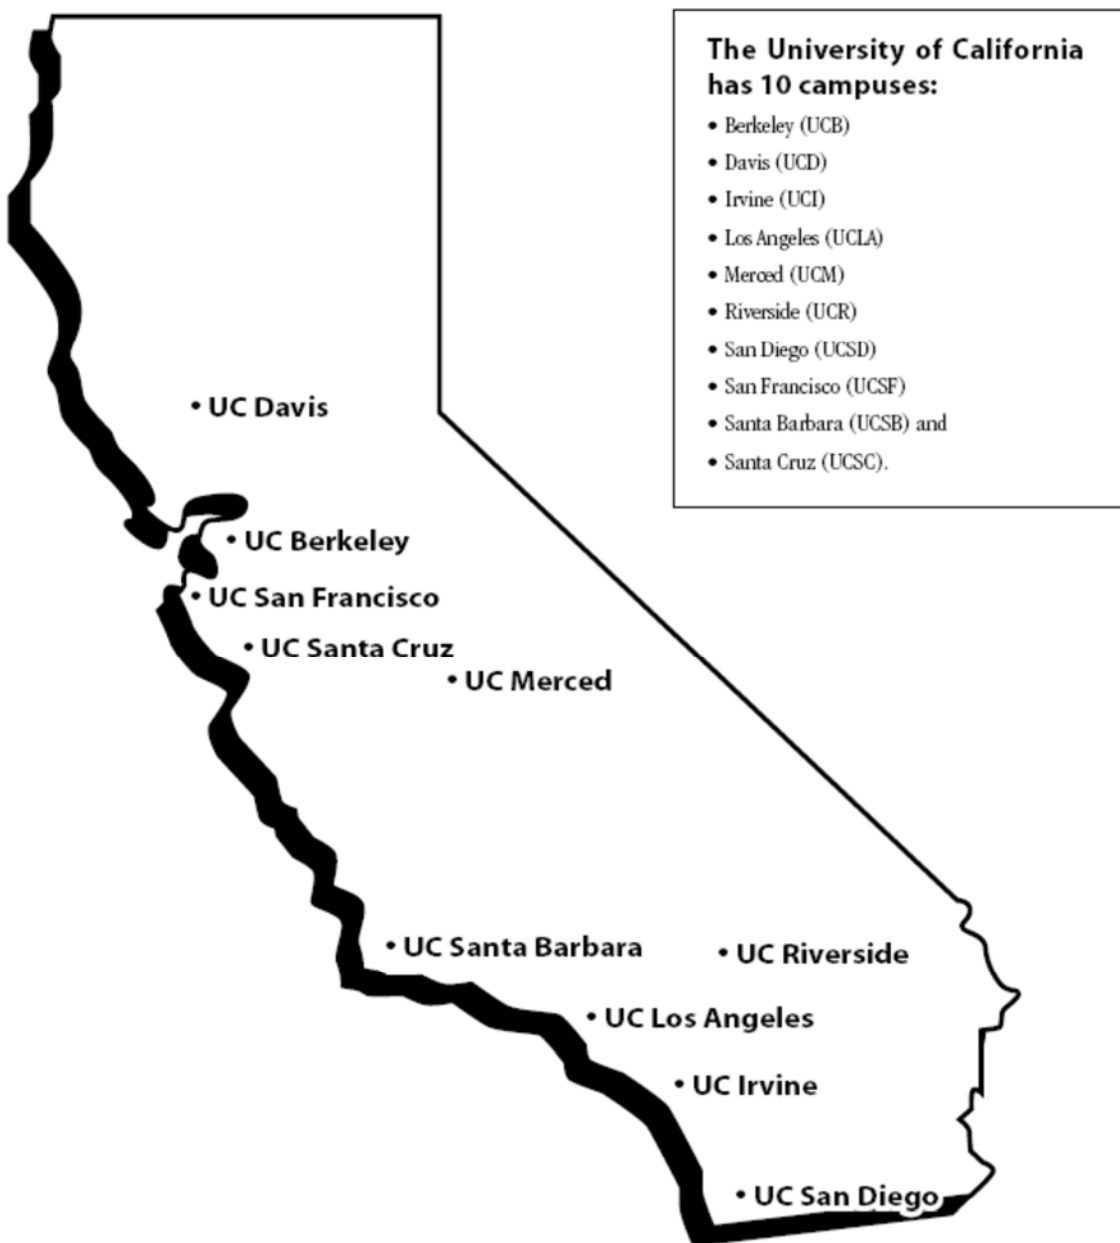 The University of California
has 10 campuses:
• Berkeley (UCB)
• Davis (UCD)
• Irvine (UCI)
• Los Angeles (UCLA)
• Merced (UCM)
• Riverside (UCR)
• San Diego (UCSD)
• San Francisco (UCSF)
• Santa Barbara (UCSB) and
• Santa Cruz (UCSC).
• UC Davis
• UC Berkeley
• UC San Francisco
• UC Santa Cruz
• UC Merced
• UC Santa Barbara
• UC Riverside
• UC Los Angeles
• UC Irvine
• UC San Diego